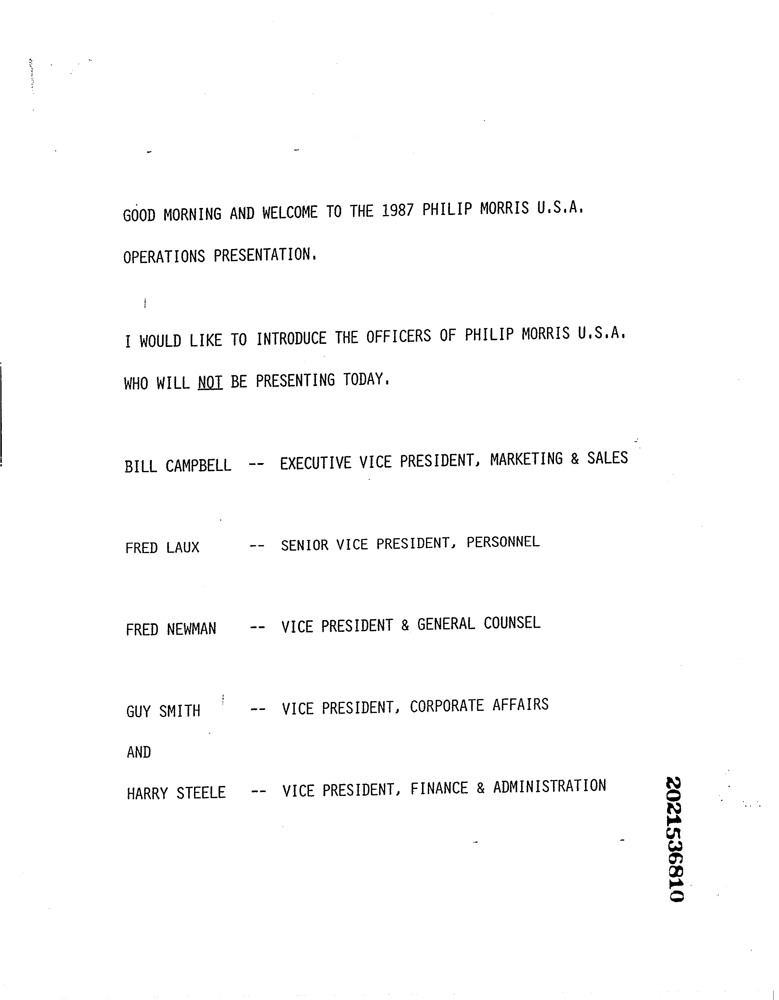 GOOD MORNING AND WELCOME TO THE 1987 PHILIP MORRIS U.S.A.
OPERATIONS PRESENTATION.
I WOULD LIKE TO INTRODUCE THE OFFICERS OF PHILIP MORRIS U.S.A.
WHO WILL NOT BE PRESENTING TODAY.
BILL CAMPBELL -- EXECUTIVE VICE PRESIDENT, MARKETING & SALES
FRED LAUX -- SENIOR VICE PRESIDENT, PERSONNEL
FRED NEWMAN -- VICE PRESIDENT & GENERAL COUNSEL
GUY SMITH -- VICE PRESIDENT, CORPORATE AFFAIRS
AND
HARRY STEELE -- VICE PRESIDENT, FINANCE & ADMINISTRATION
2021536810